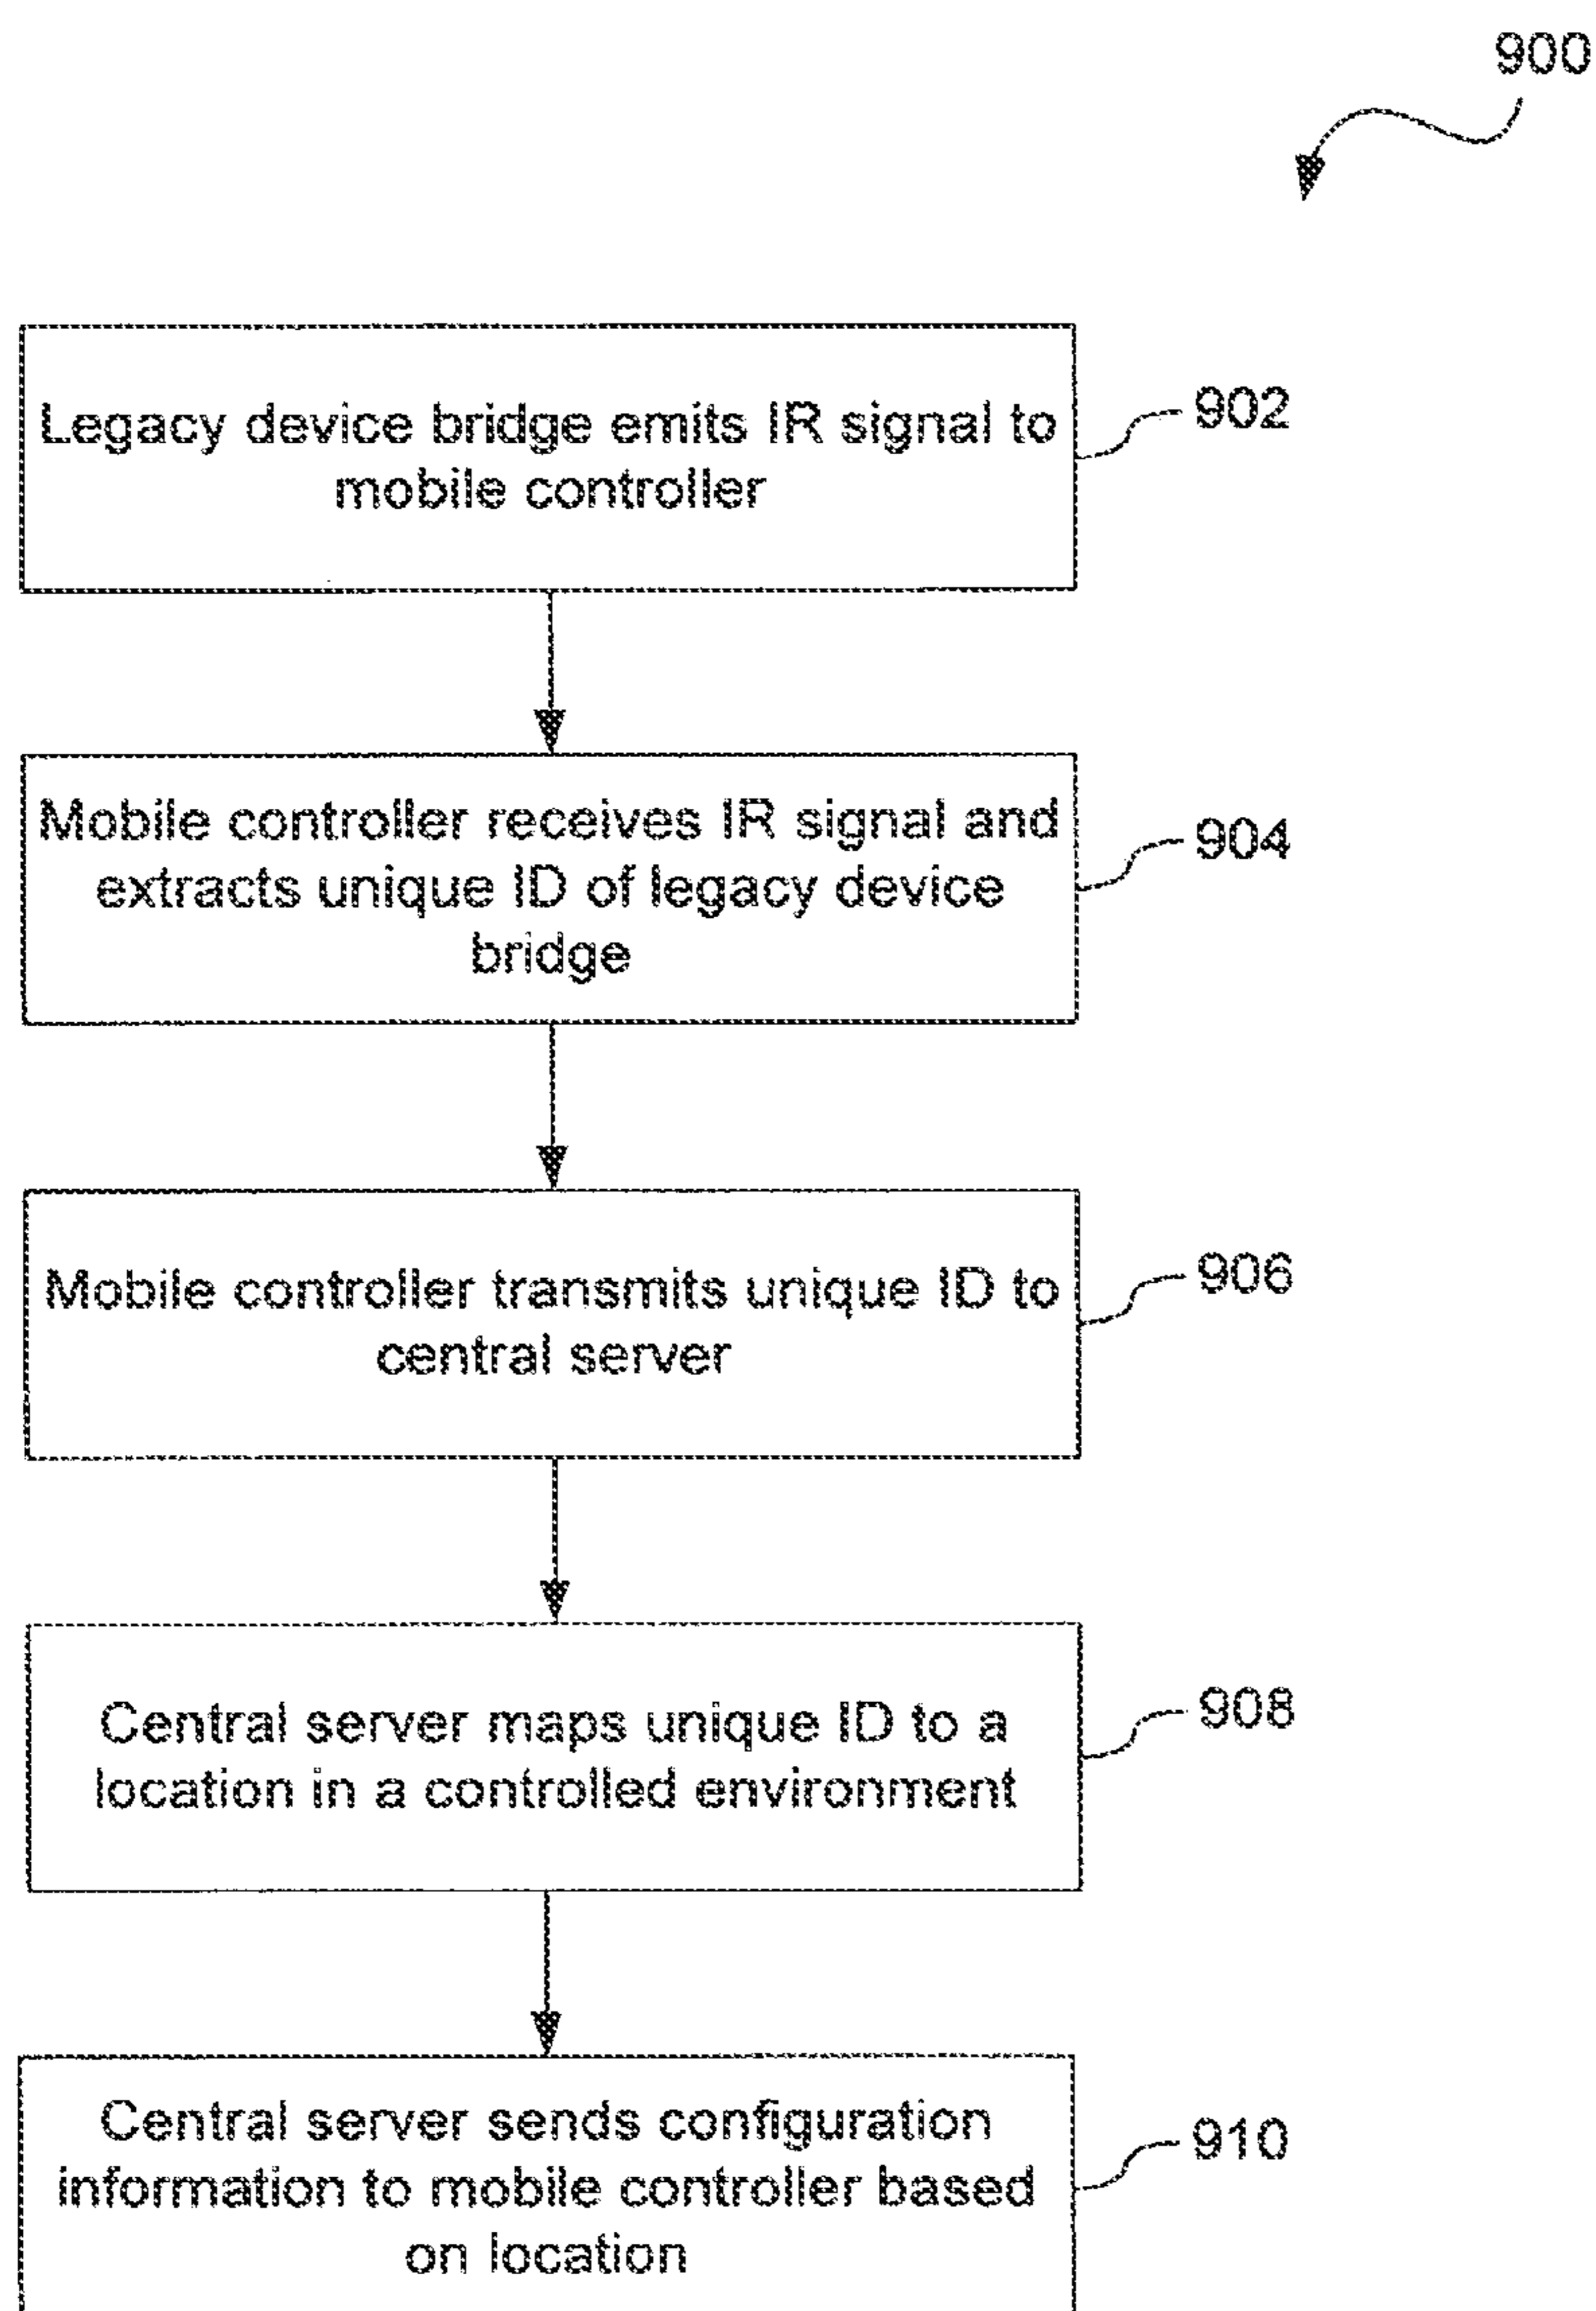 900
Legacy device bridge emits IR signal to
mobile controller
902
Mobile controller receives IR signal and
extracts unique ID of legacy device
bridge
904
Mobile controller transmits unique ID to
central server
906
Central server maps unique ID to a
location in a controlled environment
908
Central server sends configuration
information to mobile controller based
on location
910